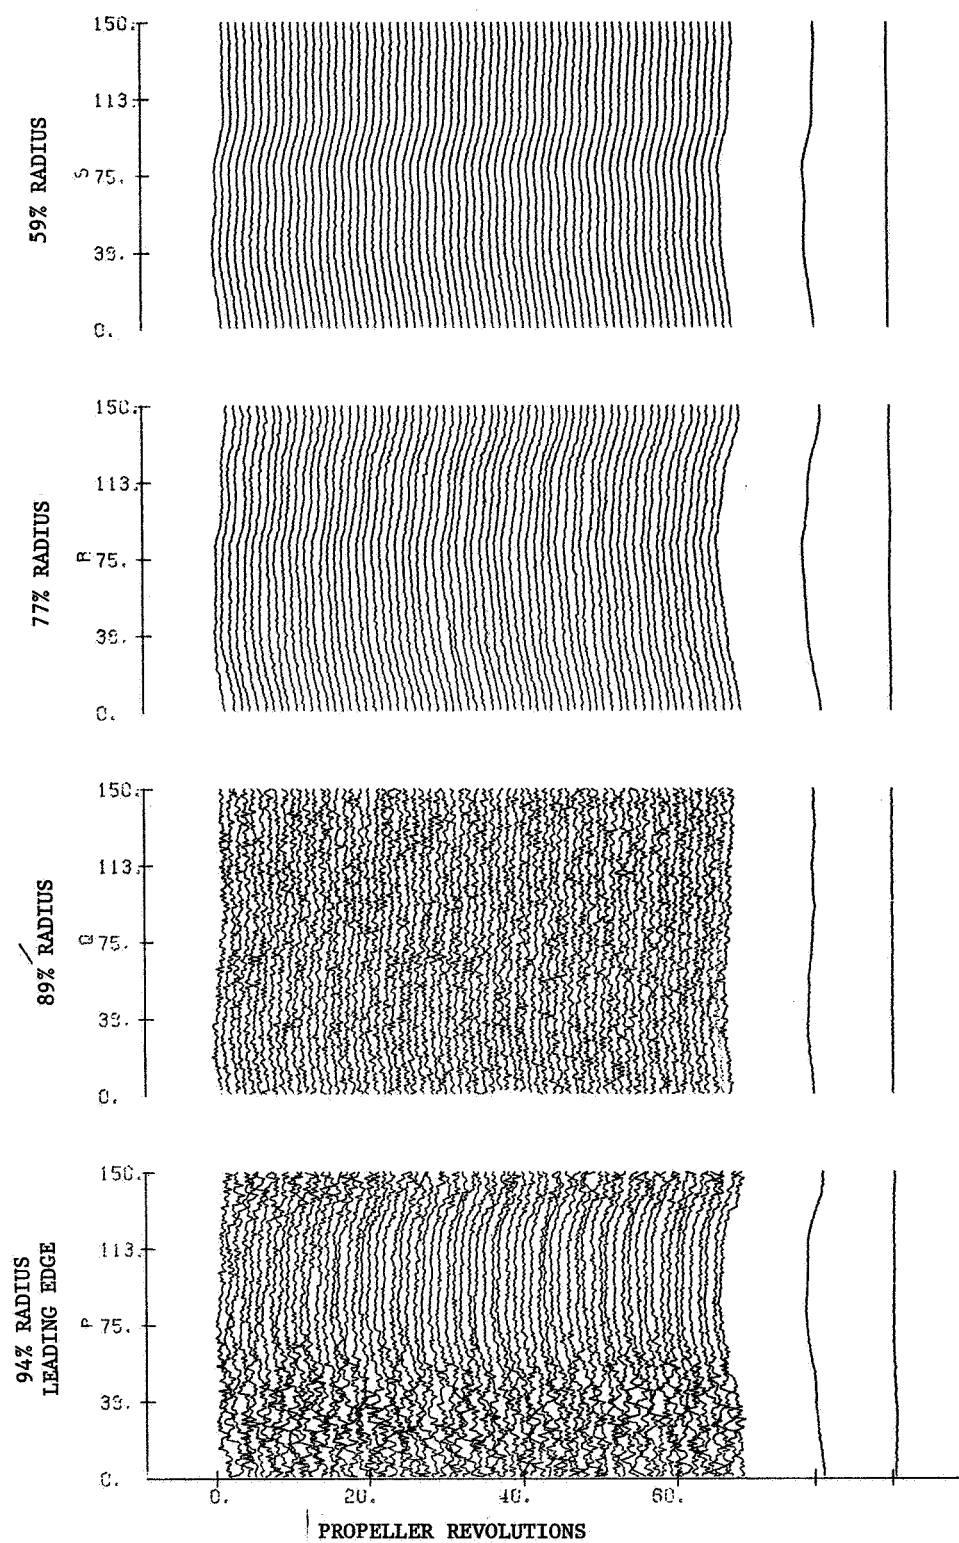 59% RADIUS
S
150.
113.
75.
38.
0.
77% RADIUS
R
150.
113.
75.
38.
0.
89% RADIUS
Q
150.
113.
75.
38.
0.
94% RADIUS
LEADING EDGE
P
150.
113.
75.
38.
0.
0. 20. 40. 60.
PROPELLER REVOLUTIONS